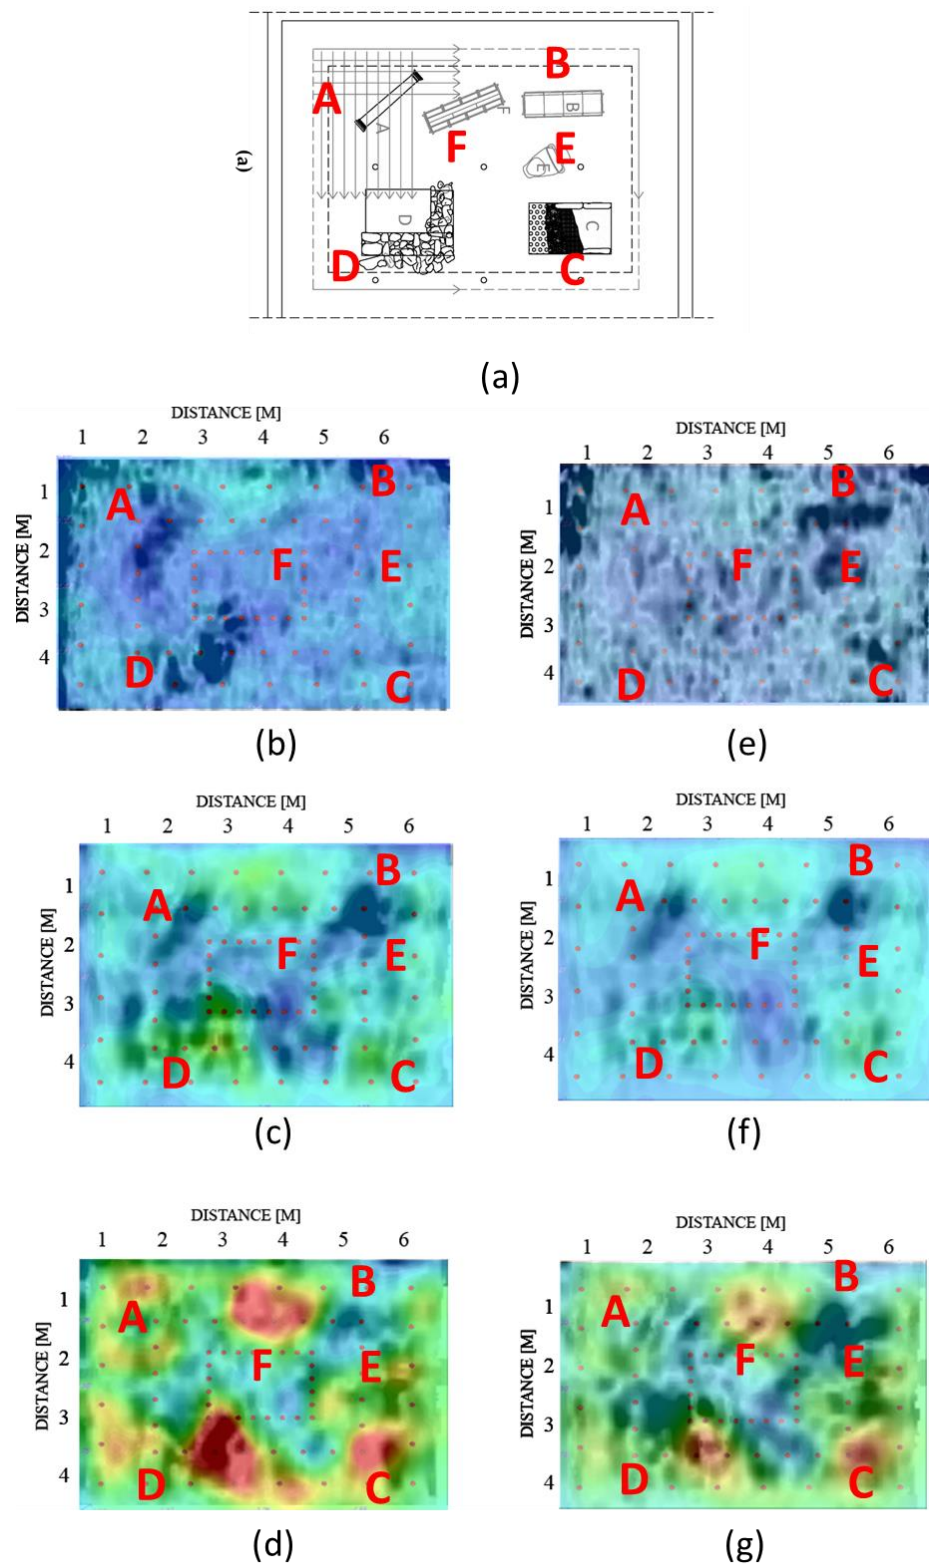 A
B
F
E
A
F
B
E
D
C
D
C
(a)
(a)
DISTANCE [M]
1 2 3 4 5 6
DISTANCE [M]
1
2
3
4
A
B
F
E
D
C
(b)
DISTANCE [M]
1 2 3 4 5 6
DISTANCE [M]
1
2
3
4
A
B
F
E
D
C
(e)
DISTANCE [M]
1 2 3 4 5 6
DISTANCE [M]
1
2
3
4
A
B
F
E
D
C
(c)
DISTANCE [M]
1 2 3 4 5 6
DISTANCE [M]
1
2
3
4
A
B
F
E
D
C
(f)
DISTANCE [M]
1 2 3 4 5 6
DISTANCE [M]
1
2
3
4
A
B
F
E
D
C
(d)
DISTANCE [M]
1 2 3 4 5 6
DISTANCE [M]
1
2
3
4
A
B
F
E
D
C
(g)